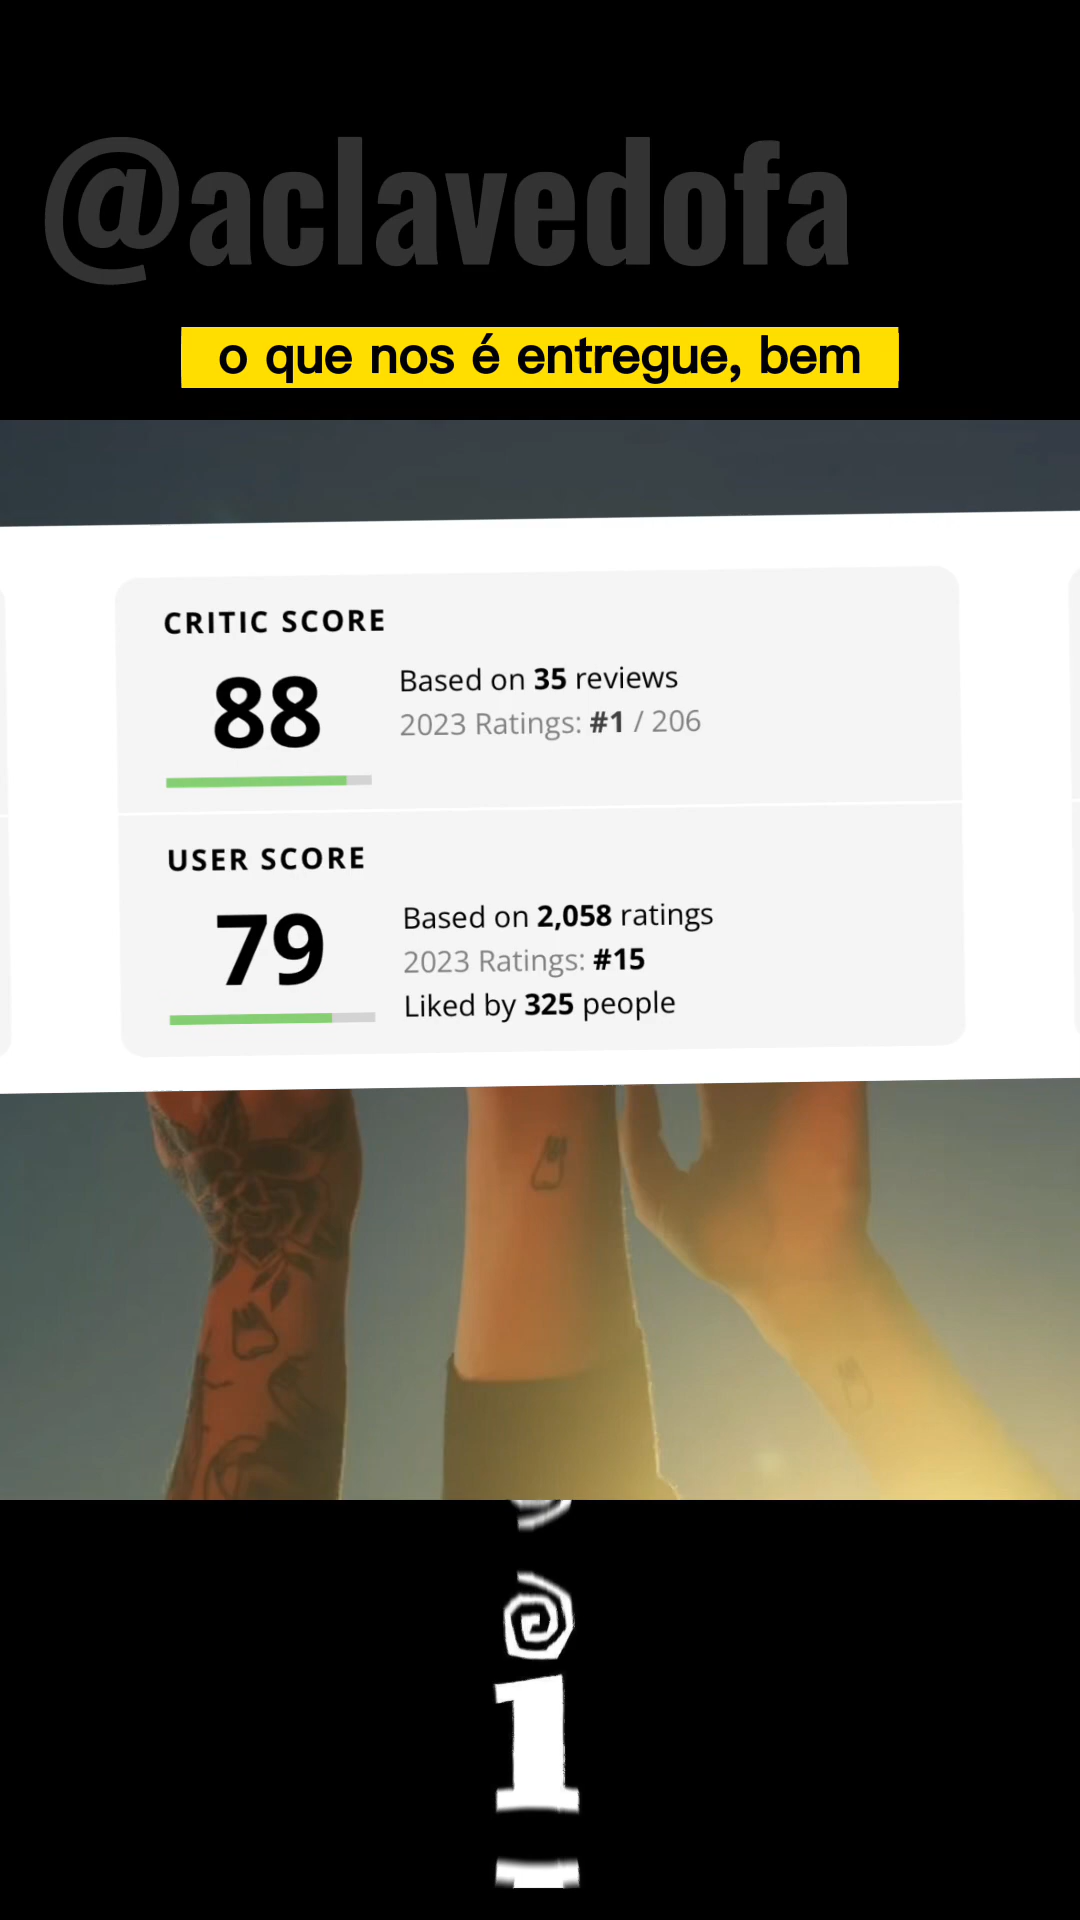 @aclavedofa
o que nos é entregue, bem
CRITIC SCORE
88
Based on 35 reviews
2023 Ratings: #1 / 206
USER SCORE
79
Based on 2,058 ratings
2023 Ratings: #15
Liked by 325 people
1